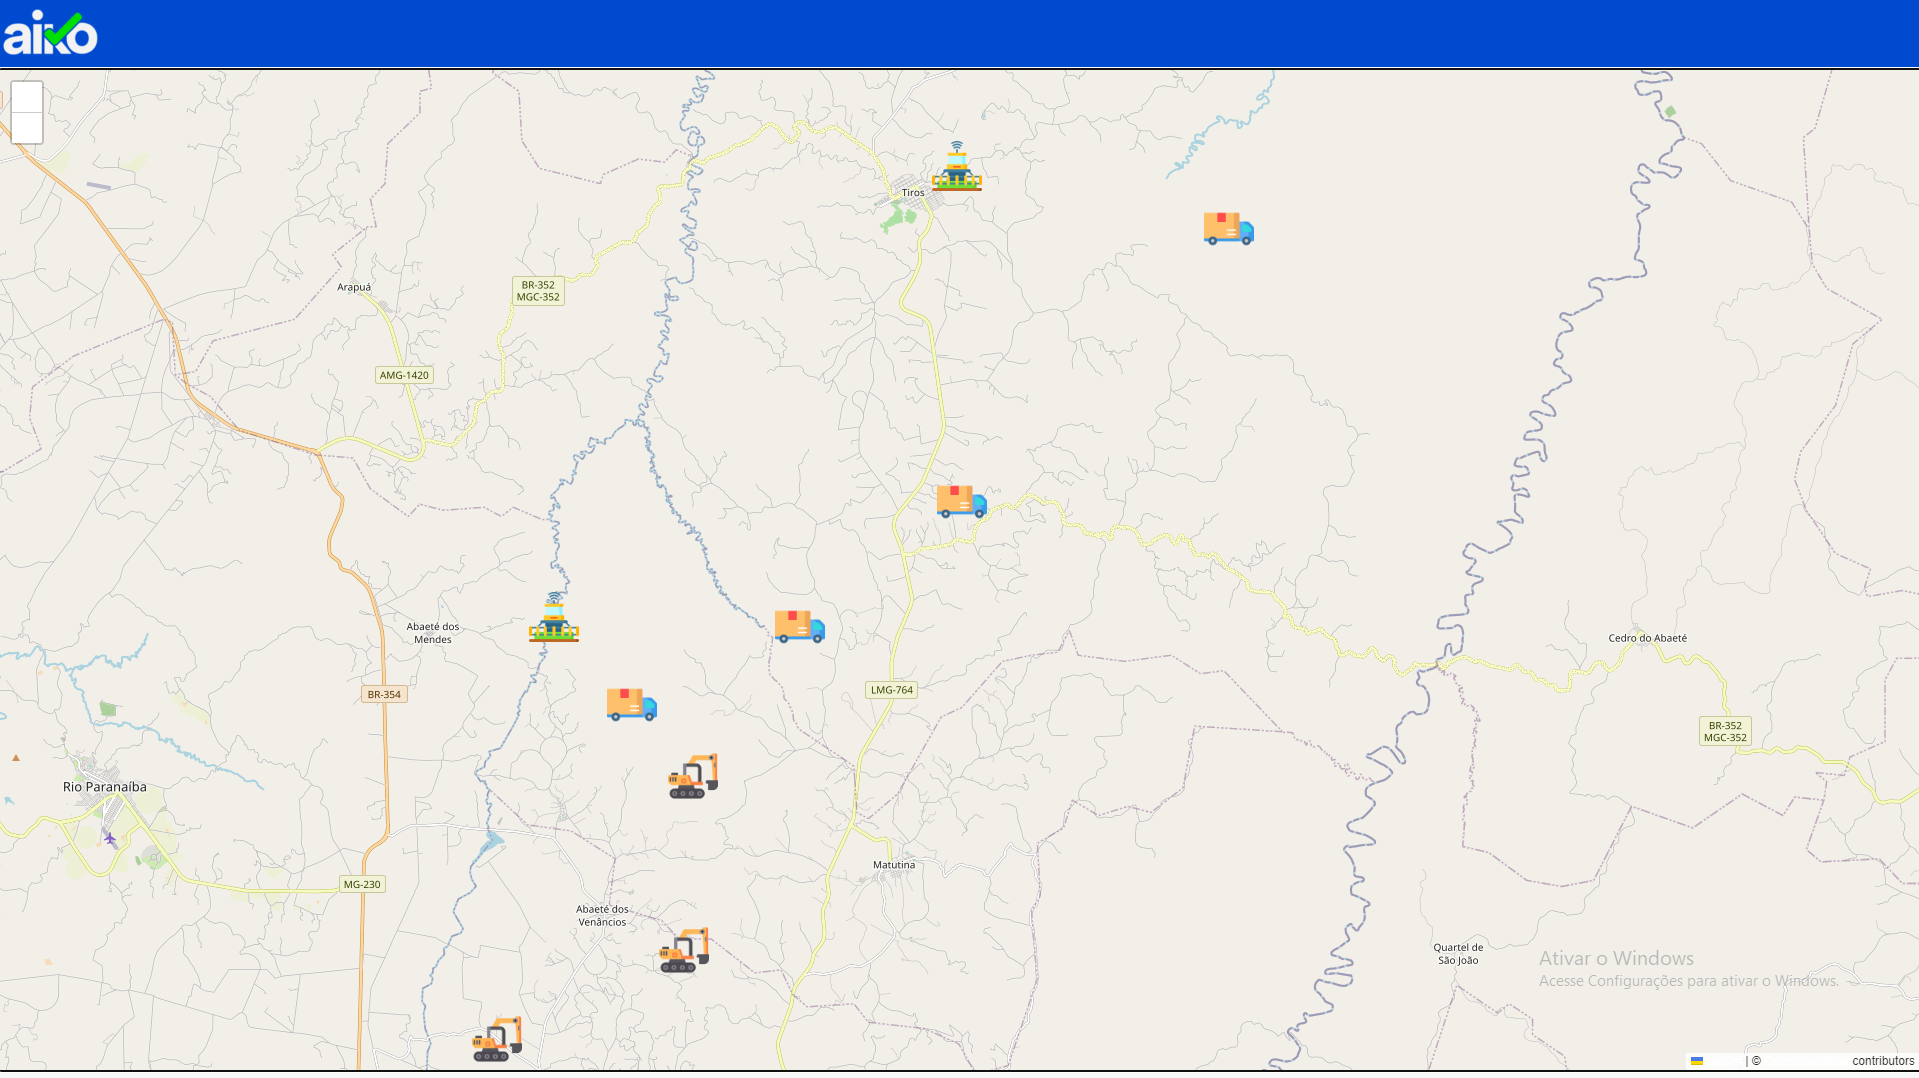 aiko
Tiros
Arapuá
BR-352
MGC-352
AMG-1420
Abaeté dos
Mendes
Cedro do Abaeté
BR-354
LMG-764
BR-352
MGC-352
Rio Paranaíba
Matutina
MG-230
Abaeté dos
Venâncios
Quartel de
São João
Ativar o Windows
Acesse Configurações para ativar o Windows.
| © contributors